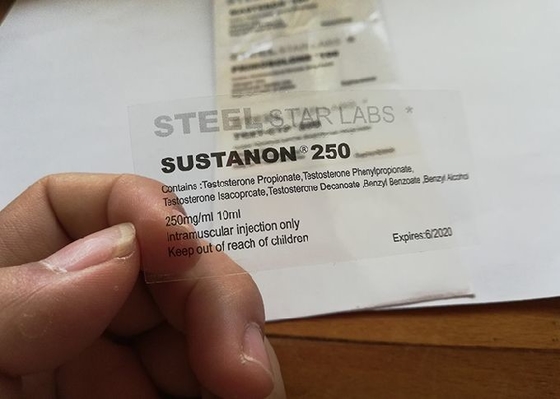 STEEL STAR LABS *
SUSTANON® 250
Contains :Testosterone Propionate,Testosterone Phenylpropionate,
Testosterone Isacoprcate,Testosterone Decanoate ,Benzyl Benzoate ,Benzyl Alcohol
250mg/ml 10ml
Intramuscular injection only
Keep out of reach of children
Expires:6/2020